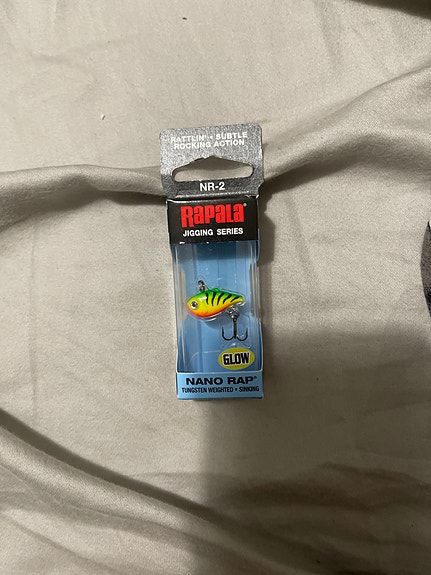 RATTLIN' • SUBTLE
ROCKING ACTION
NR-2
RAPALA
JIGGING SERIES
GLOW
NANO RAP®
TUNGSTEN WEIGHTED • SINKING